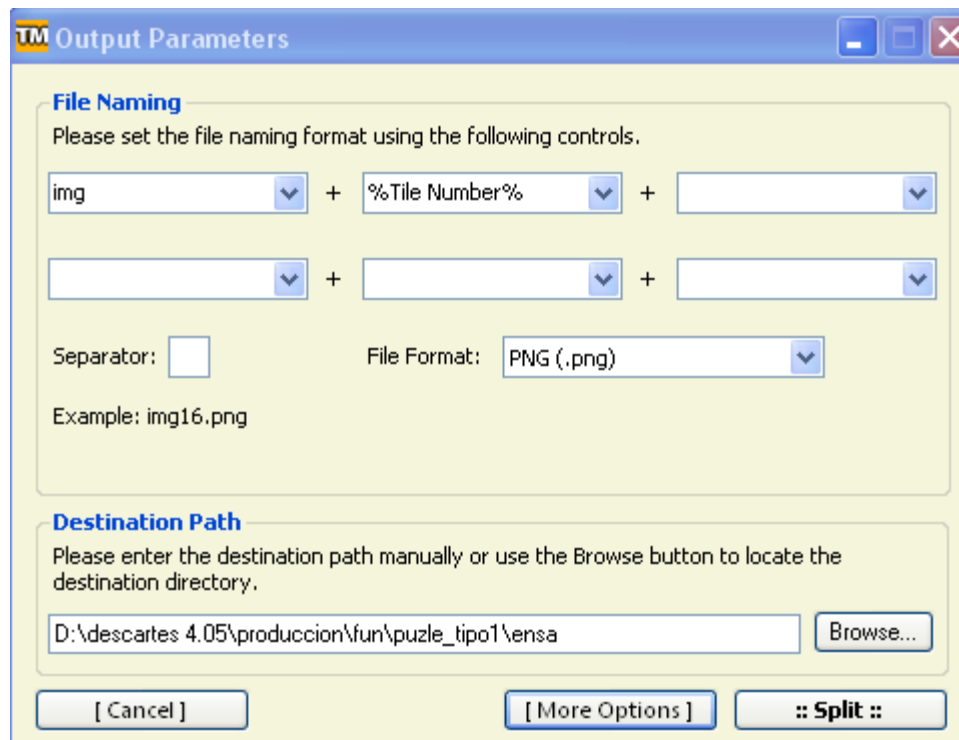 TM Output Parameters
File Naming
Please set the file naming format using the following controls.
img + %Tile Number% +
+ +
Separator: File Format: PNG (.png)
Example: img16.png
Destination Path
Please enter the destination path manually or use the Browse button to locate the
destination directory.
D:\descartes 4.05\produccion\fun\puzle_tipo1\ensa Browse...
[ Cancel ] [ More Options ] :: Split ::